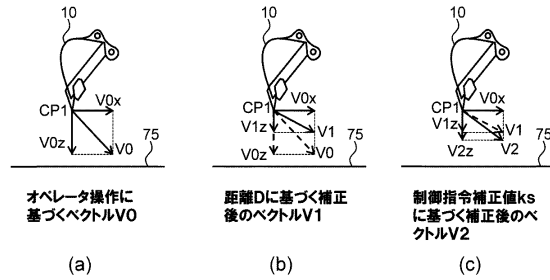 10
CP1
V0x
V0z
V0
75
オペレータ操作に
基づくベクトルV0
(a)
10
CP1
V0x
V1z
V1
V0z
V0
75
距離Dに基づく補正
後のベクトルV1
(b)
10
CP1
V0x
V1z
V1
V2z
V2
75
制御指令補正値ks
に基づく補正後のベ
クトルV2
(c)